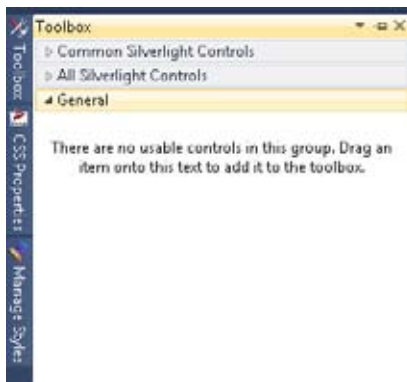 Toolbox
Common Silverlight Controls
All Silverlight Controls
General
There are no usable controls in this group. Drag an
item onto this text to add it to the toolbox.
Toolbox
CSS Properties
Manage Styles